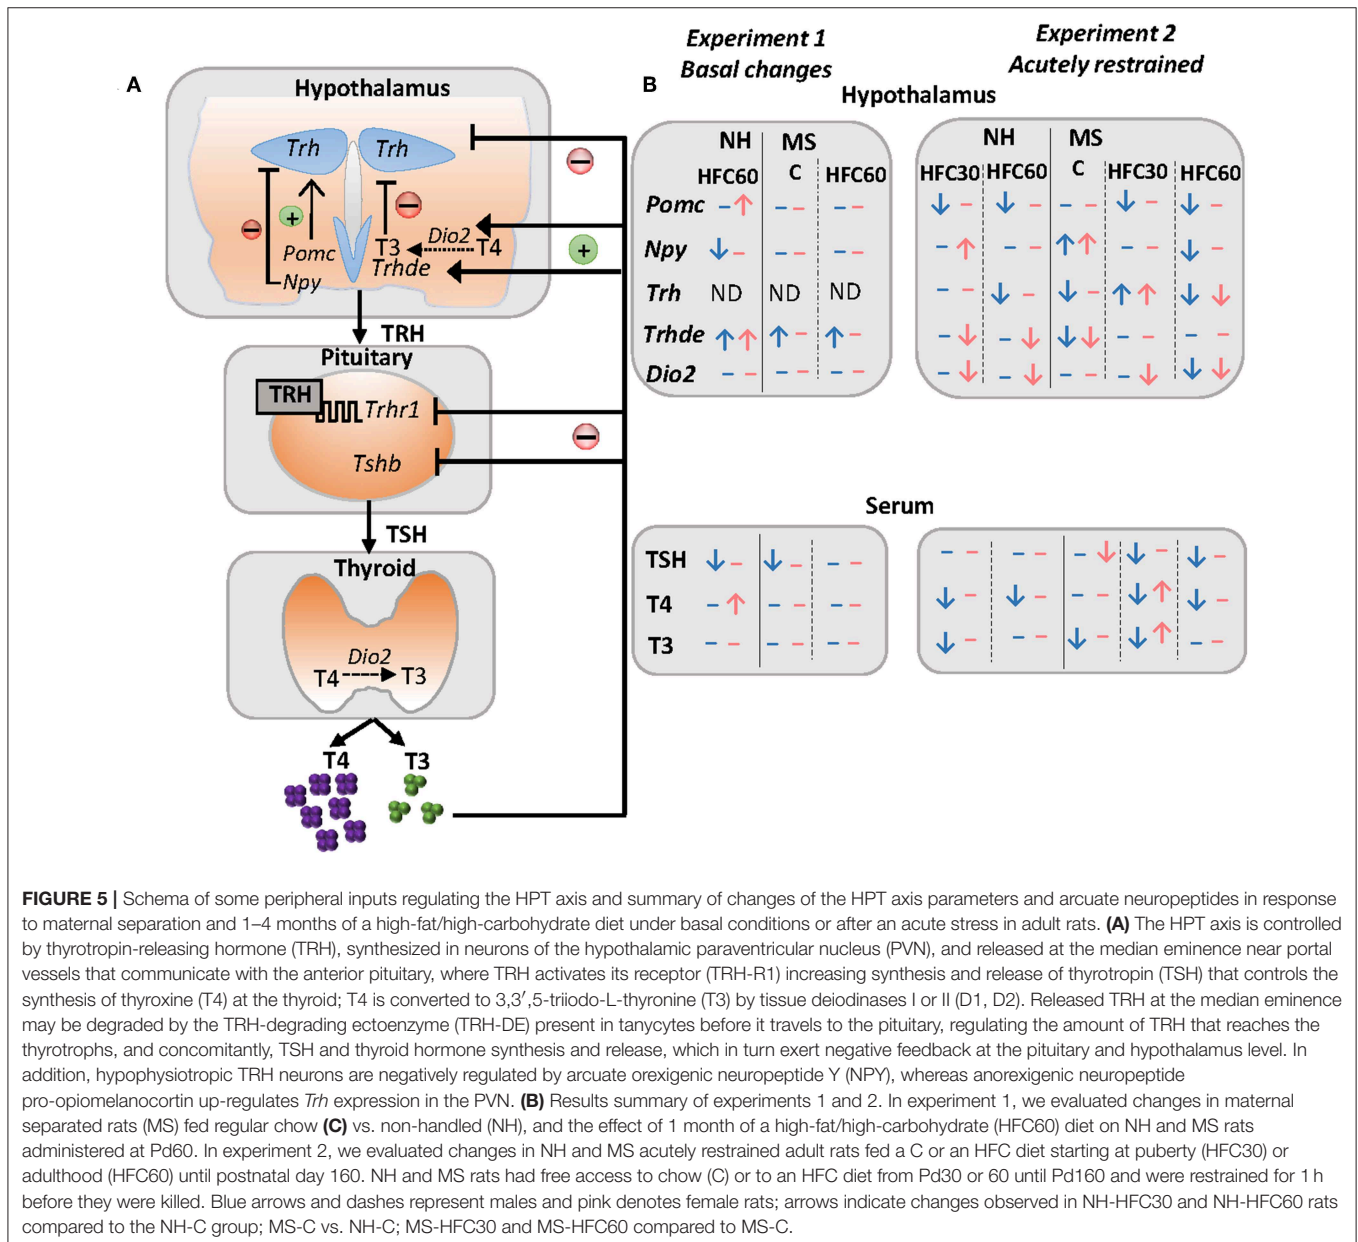 Experiment 1
Basal changes
Experiment 2
Acutely restrained
A
Hypothalamus
Trh Trh
Pomc
Npy
T3 Dio2 T4
Trhde
TRH
Pituitary
TRH
Trhr1
Tshb
TSH
Thyroid
Dio2
T4 T3
T4 T3
B
Hypothalamus
NH MS
HFC60 C HFC60
NH MS
HFC30 HFC60 C HFC30 HFC60
Pomc – ↑ – – – – ↓ – ↓ – – – ↓ – ↓ –
Npy ↓ – – – – – – ↑ – – ↑ ↑ – – ↓ –
Trh ND ND ND – – ↓ – ↓ – ↑ ↑ ↓ ↓
Trhde ↑ ↑ ↑ – ↑ – – ↓ – ↓ ↓ ↓ – – – –
Dio2 – – – – – – – ↓ – ↓ – – – ↓ ↓ ↓
Serum
TSH ↓ – ↓ – – – – – – – – ↓ ↓ – ↓ –
T4 – ↑ – – – – ↓ – ↓ – – – ↓ ↑ ↓ –
T3 – – – – – – ↓ – – – ↓ – ↓ ↑ – –
FIGURE 5 | Schema of some peripheral inputs regulating the HPT axis and summary of changes of the HPT axis parameters and arcuate neuropeptides in response
to maternal separation and 1–4 months of a high-fat/high-carbohydrate diet under basal conditions or after an acute stress in adult rats. (A) The HPT axis is controlled
by thyrotropin-releasing hormone (TRH), synthesized in neurons of the hypothalamic paraventricular nucleus (PVN), and released at the median eminence near portal
vessels that communicate with the anterior pituitary, where TRH activates its receptor (TRH-R1) increasing synthesis and release of thyrotropin (TSH) that controls the
synthesis of thyroxine (T4) at the thyroid; T4 is converted to 3,3′,5-triiodo-L-thyronine (T3) by tissue deiodinases I or II (D1, D2). Released TRH at the median eminence
may be degraded by the TRH-degrading ectoenzyme (TRH-DE) present in tanycytes before it travels to the pituitary, regulating the amount of TRH that reaches the
thyrotrophs, and concomitantly, TSH and thyroid hormone synthesis and release, which in turn exert negative feedback at the pituitary and hypothalamus level. In
addition, hypophysiotropic TRH neurons are negatively regulated by arcuate orexigenic neuropeptide Y (NPY), whereas anorexigenic neuropeptide
pro-opiomelanocortin up-regulates Trh expression in the PVN. (B) Results summary of experiments 1 and 2. In experiment 1, we evaluated changes in maternal
separated rats (MS) fed regular chow (C) vs. non-handled (NH), and the effect of 1 month of a high-fat/high-carbohydrate (HFC60) diet on NH and MS rats
administered at Pd60. In experiment 2, we evaluated changes in NH and MS acutely restrained adult rats fed a C or an HFC diet starting at puberty (HFC30) or
adulthood (HFC60) until postnatal day 160. NH and MS rats had free access to chow (C) or to an HFC diet from Pd30 or 60 until Pd160 and were restrained for 1 h
before they were killed. Blue arrows and dashes represent males and pink denotes female rats; arrows indicate changes observed in NH-HFC30 and NH-HFC60 rats
compared to the NH-C group; MS-C vs. NH-C; MS-HFC30 and MS-HFC60 compared to MS-C.